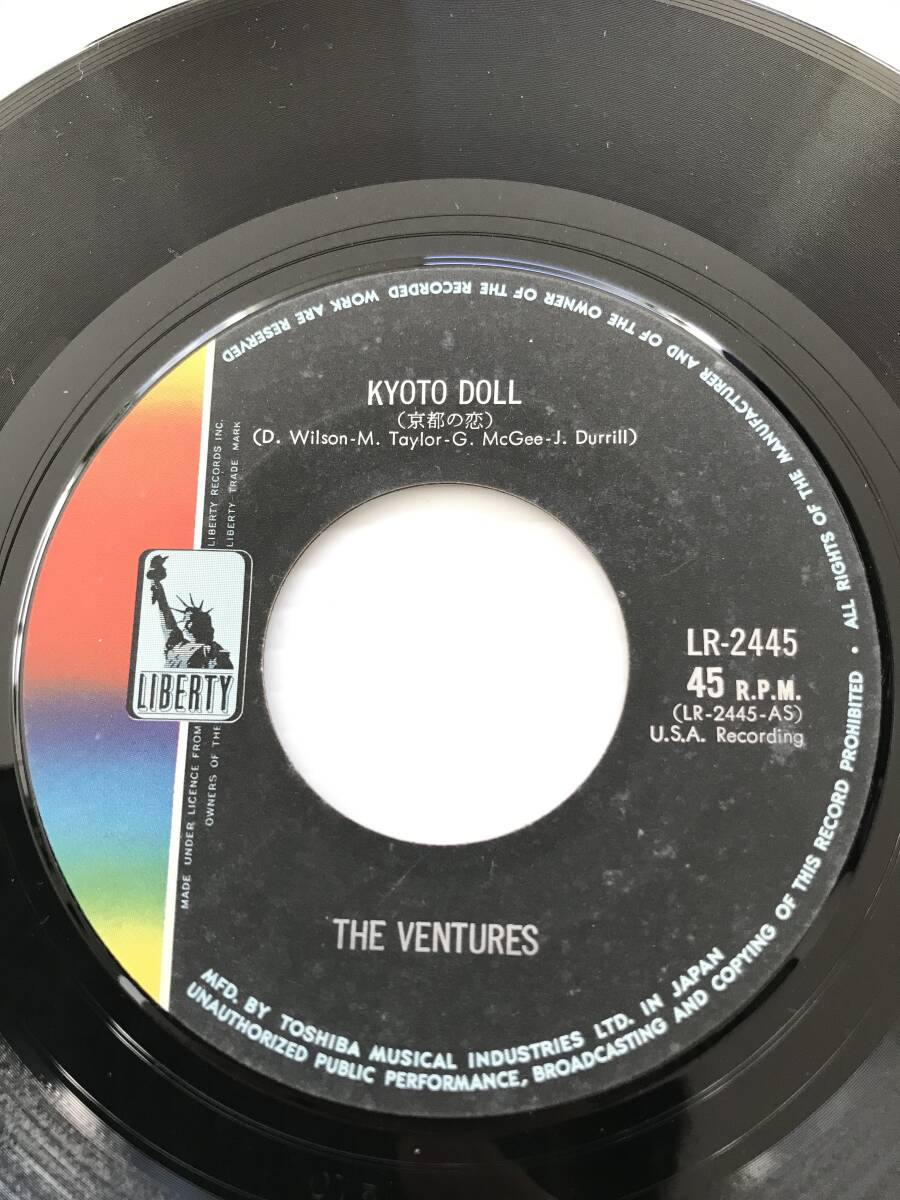 KYOTO DOLL
(京都の恋)
(D. Wilson-M. Taylor-G. McGee-J. Durrill)
LR-2445
45 R.P.M.
(LR-2445-AS)
U.S.A. Recording
LIBERTY
MADE UNDER LICENCE FROM LIBERTY RECORDS INC.
OWNERS OF THE LIBERTY TRADE MARK
THE VENTURES
MFD. BY TOSHIBA MUSICAL INDUSTRIES LTD. IN JAPAN
UNAUTHORIZED PUBLIC PERFORMANCE, BROADCASTING AND COPYING OF THIS RECORD PROHIBITED • ALL RIGHTS OF THE MANUFACTURER AND OF THE OWNER OF THE RECORDED WORK ARE RESERVED